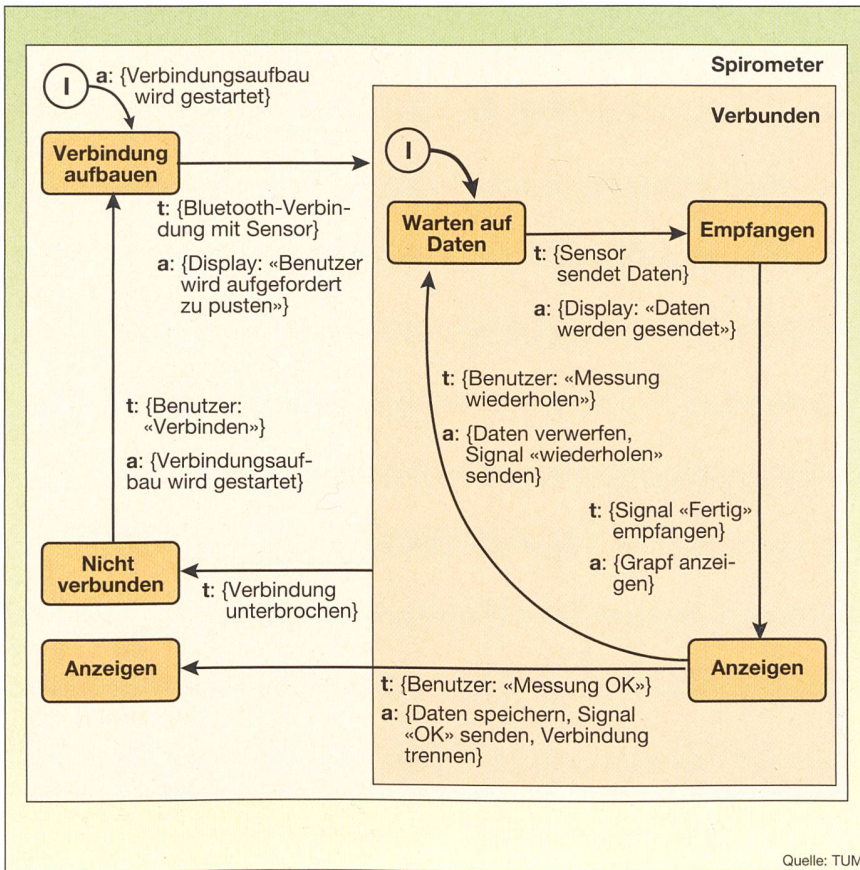 Spirometer
I
a: {Verbindungsaufbau
wird gestartet}
Verbindung
aufbauen
t: {Bluetooth-Verbin-
dung mit Sensor}
a: {Display: «Benutzer
wird aufgefordert
zu pusten»}
Verbunden
I
Warten auf
Daten
t: {Sensor
sendet Daten}
a: {Display: «Daten
werden gesendet»}
Empfangen
t: {Benutzer: «Messung
wiederholen»}
a: {Daten verwerfen,
Signal «wiederholen»
senden}
t: {Signal «Fertig»
empfangen}
a: {Grapf anzei-
gen}
t: {Benutzer:
«Verbinden»}
a: {Verbindungsauf-
bau wird gestartet}
Nicht
verbunden
t: {Verbindung
unterbrochen}
Anzeigen
Anzeigen
t: {Benutzer: «Messung OK»}
a: {Daten speichern, Signal
«OK» senden, Verbindung
trennen}
Quelle: TUM